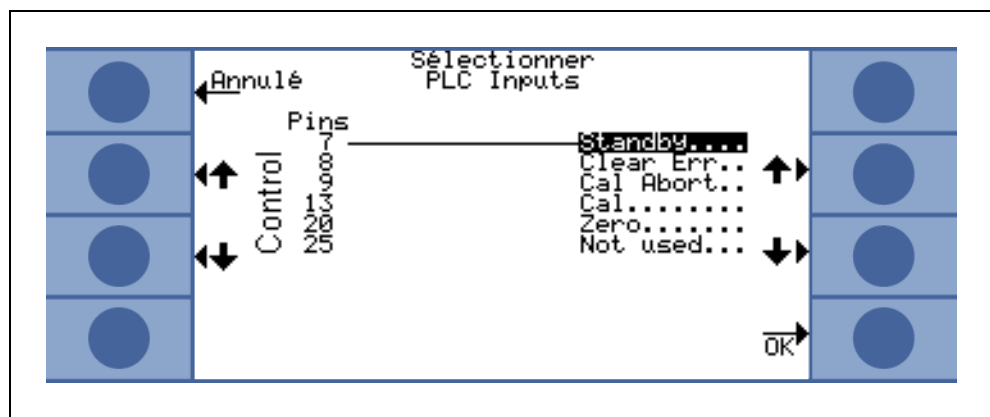 Sélectionner
Annulé PLC Inputs
Pins
7 Standby....
8 Clear Err..
9 Cal Abort..
13 Cal........
20 Zero.......
25 Not used...
Control
OK